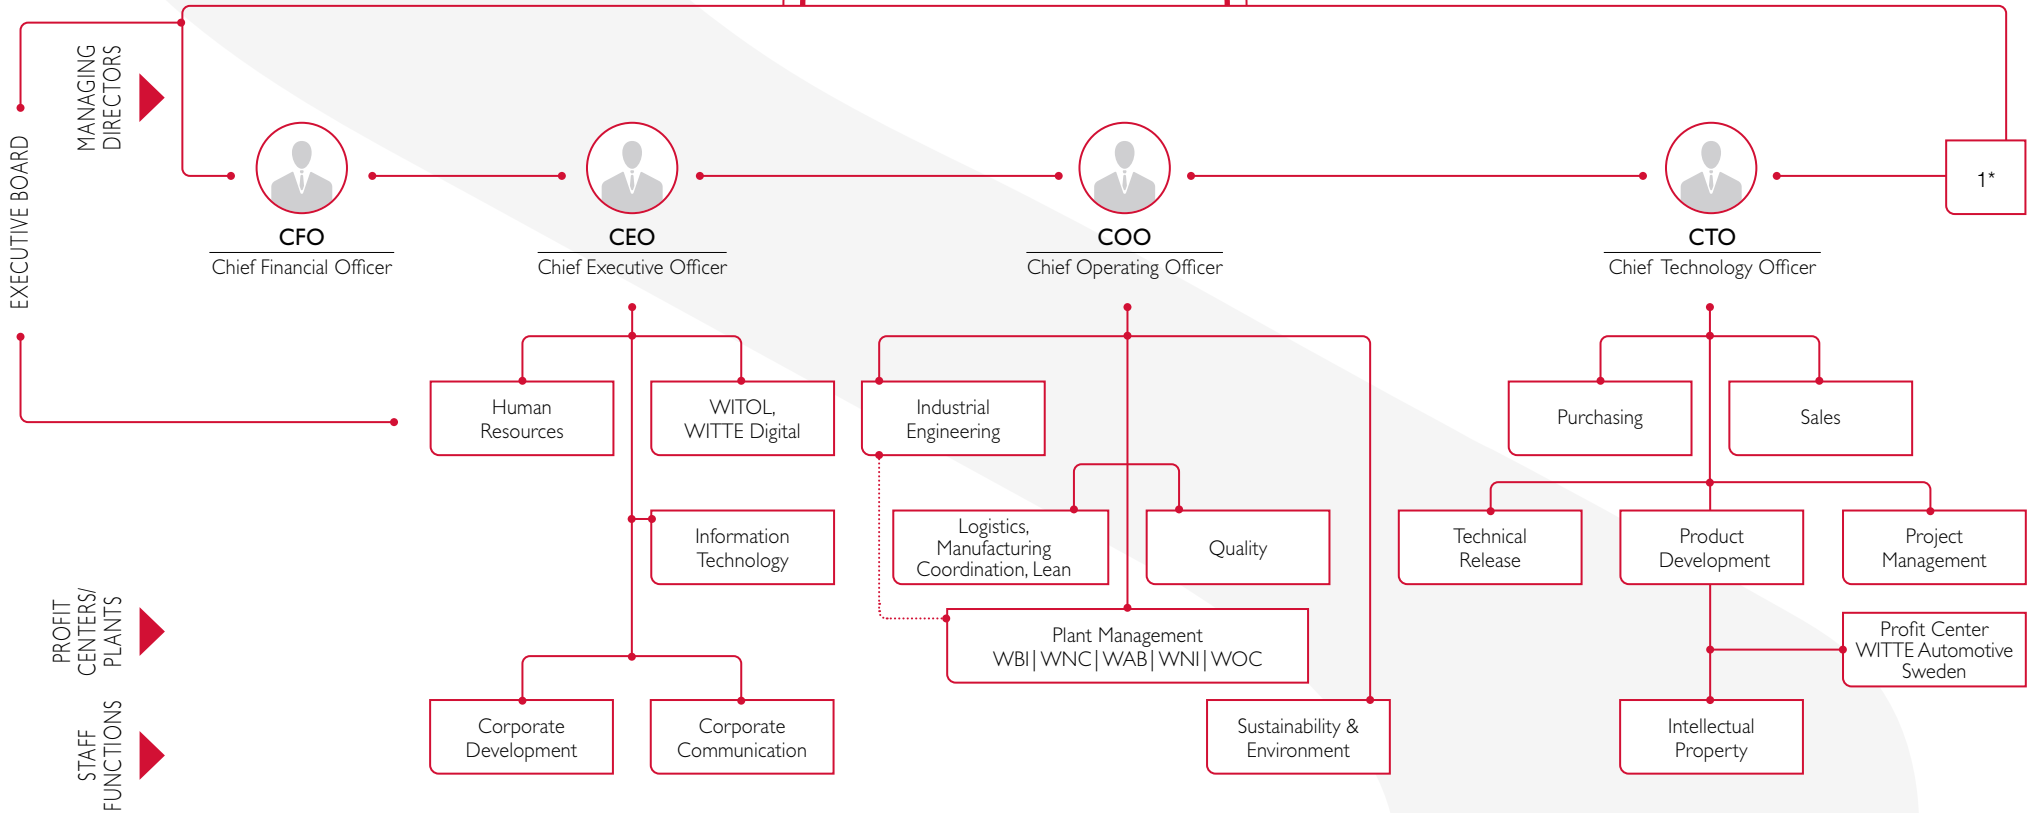 MANAGING
DIRECTORS
EXECUTIVE BOARD
1*
CFO
Chief Financial Officer
CEO
Chief Executive Officer
COO
Chief Operating Officer
CTO
Chief Technology Officer
Human
Resources
WITOL,
WITTE Digital
Industrial
Engineering
Purchasing
Sales
Information
Technology
Logistics,
Manufacturing
Coordination, Lean
Quality
Technical
Release
Product
Development
Project
Management
PROFIT
CENTERS/
PLANTS
Plant Management
WBI|WNC|WAB|WNI|WOC
Profit Center
WITTE Automotive
Sweden
STAFF
FUNCTIONS
Corporate
Development
Corporate
Communication
Sustainability &
Environment
Intellectual
Property